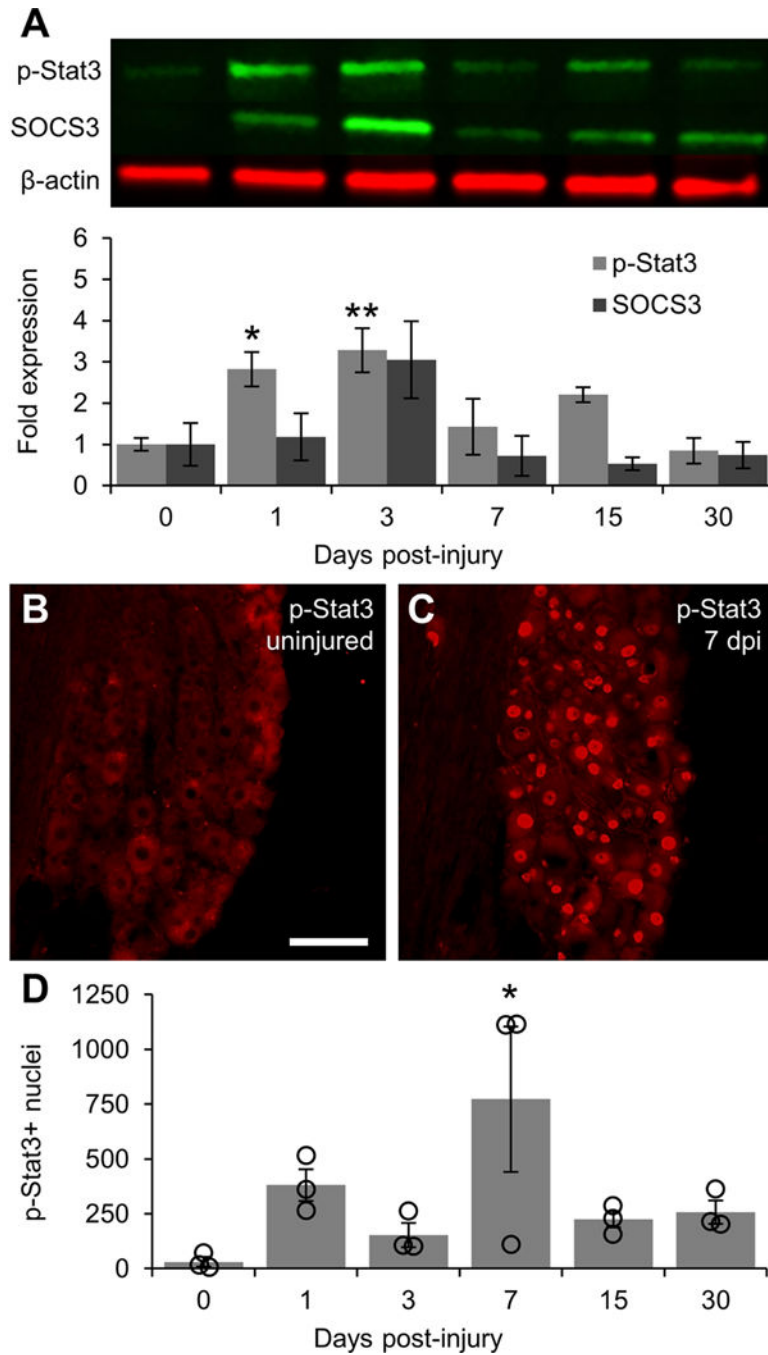 A
p-Stat3
SOCS3
β-actin
6
5
4
3
2
1
0
Fold expression
p-Stat3
SOCS3
*
**
0 1 3 7 15 30
Days post-injury
B
p-Stat3
uninjured
C
p-Stat3
7 dpi
D
1250
1000
750
500
250
0
p-Stat3+ nuclei
*
0 1 3 7 15 30
Days post-injury